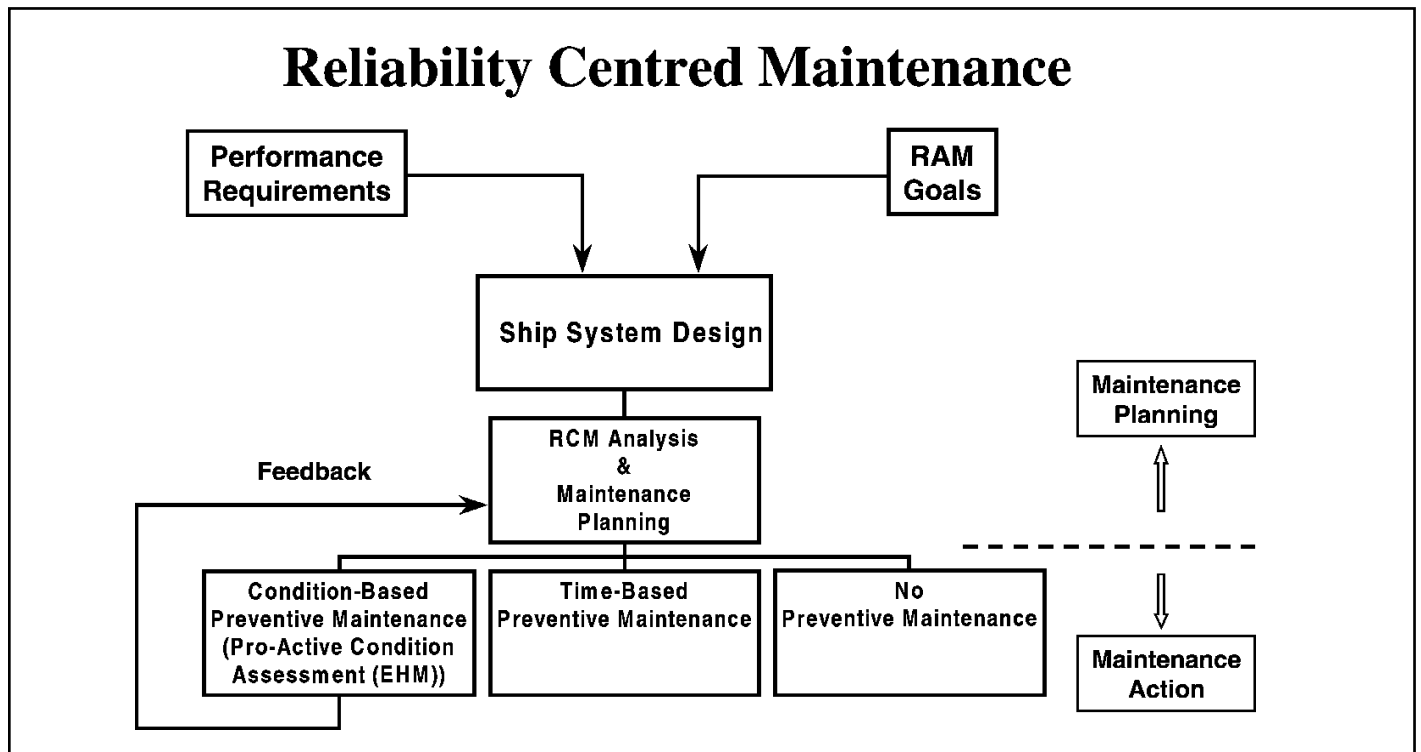 Reliability Centred Maintenance
Performance
Requirements
RAM
Goals
Ship System Design
Maintenance
Planning
RCM Analysis
&
Maintenance
Planning
Feedback
Condition-Based
Preventive Maintenance
(Pro-Active Condition
Assessment (EHM))
Time-Based
Preventive Maintenance
No
Preventive Maintenance
Maintenance
Action